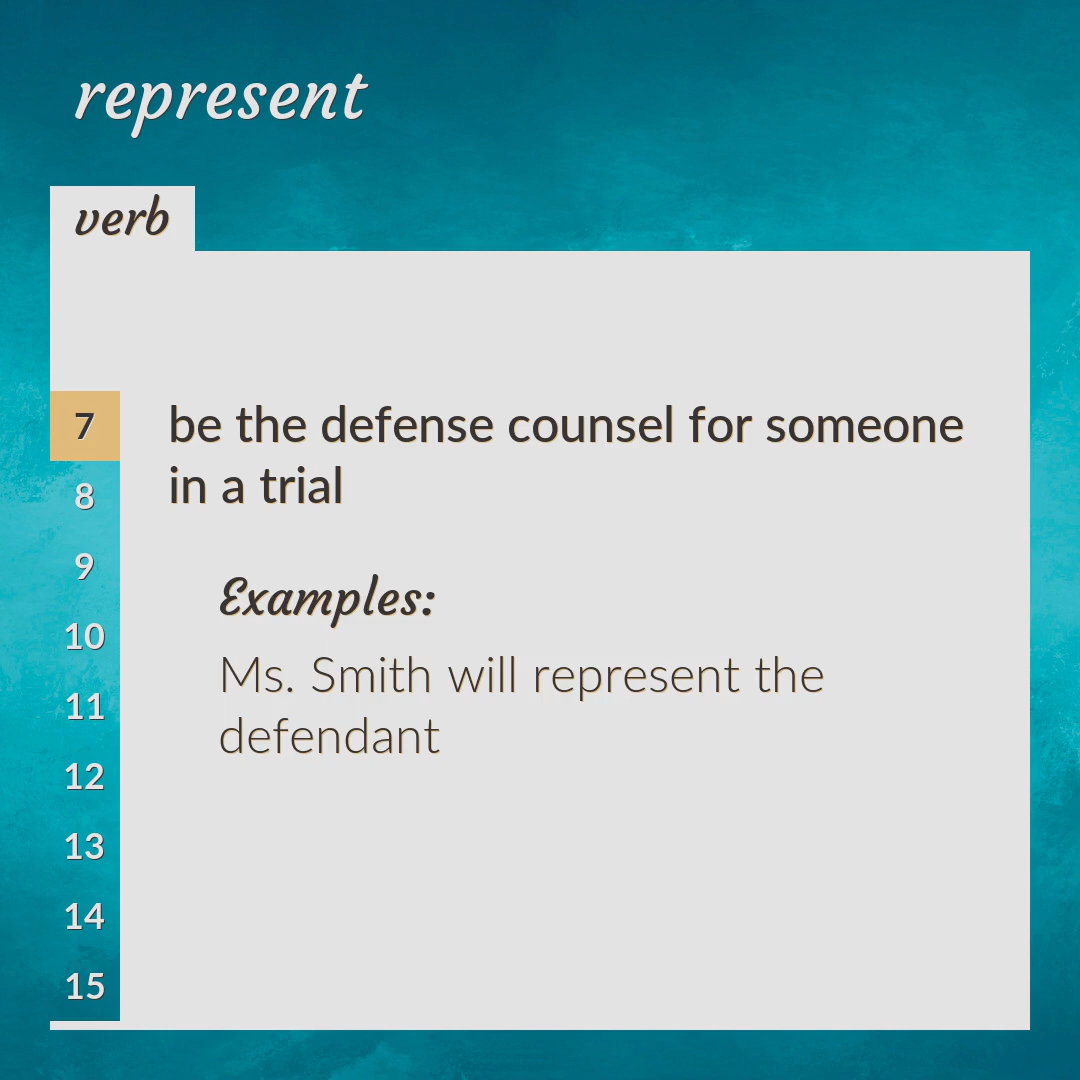 represent
verb
7
be the defense counsel for someone
in a trial
8
9
10
11
12
13
14
15
Examples:
Ms. Smith will represent the
defendant